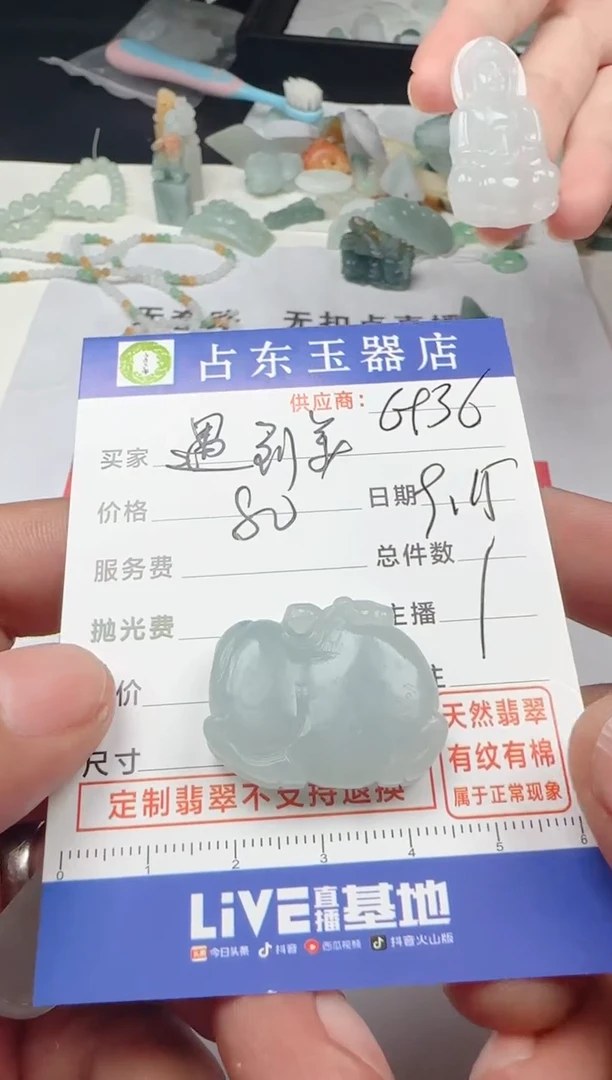 占东玉器店
供应商: G936
买家 遇到美
价格 80 日期 9.15
服务费 总件数 1
抛光费 主播
价
尺寸
天然翡翠
有纹有棉
属于正常现象
定制翡翠不支持退换
0 1 2 3 4 5 6
LiVE直播基地
今日头条 抖音 西瓜视频 抖音火山版